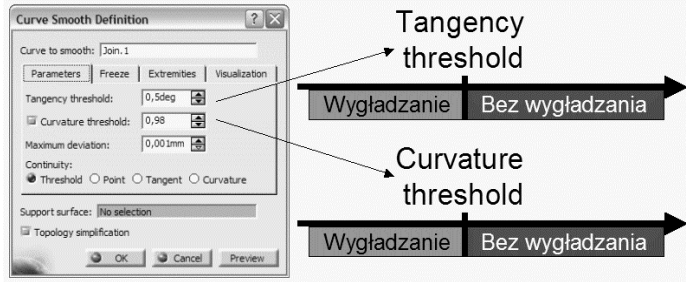 Curve Smooth Definition
Curve to smooth: Join.1
Parameters Freeze Extremities Visualization
Tangency threshold: 0,5deg
Curvature threshold: 0,98
Maximum deviation: 0,001mm
Continuity:
Threshold Point Tangent Curvature
Support surface: No selection
Topology simplification
OK Cancel Preview
Tangency
threshold
Wygładzanie Bez wygładzania
Curvature
threshold
Wygładzanie Bez wygładzania